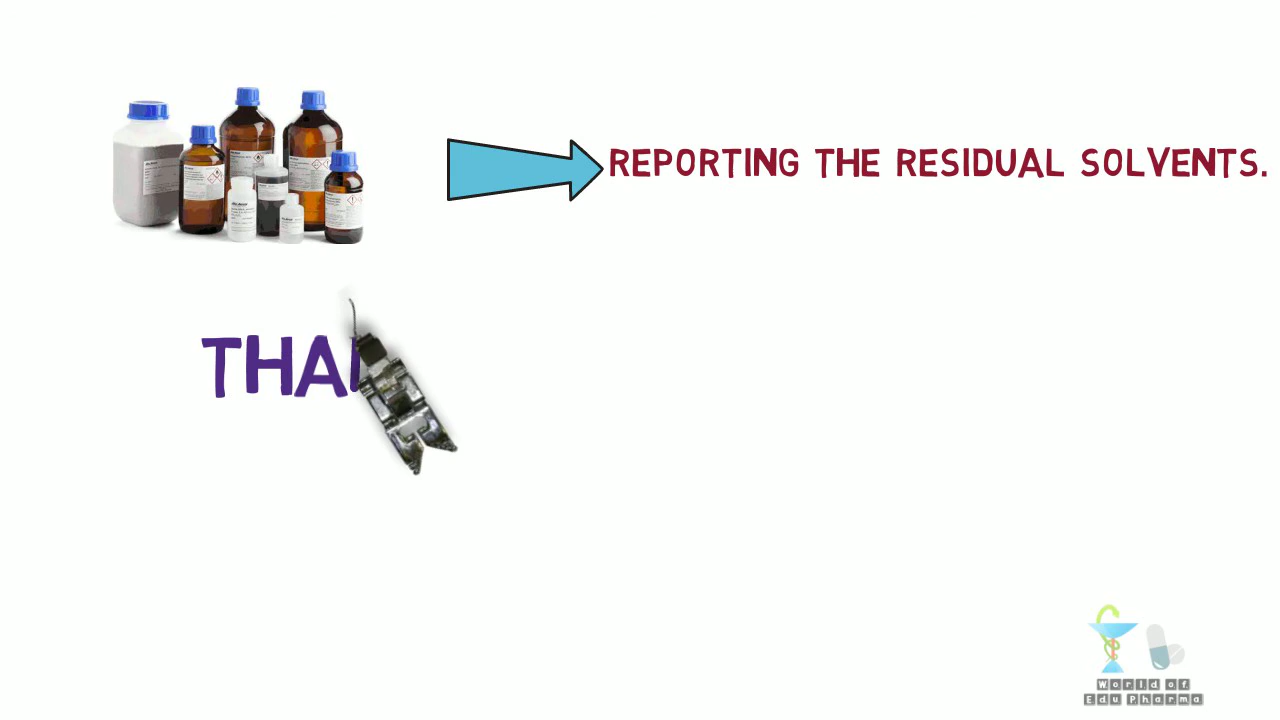 REPORTING THE RESIDUAL SOLVENTS.
THA
World of
Edu Pharma